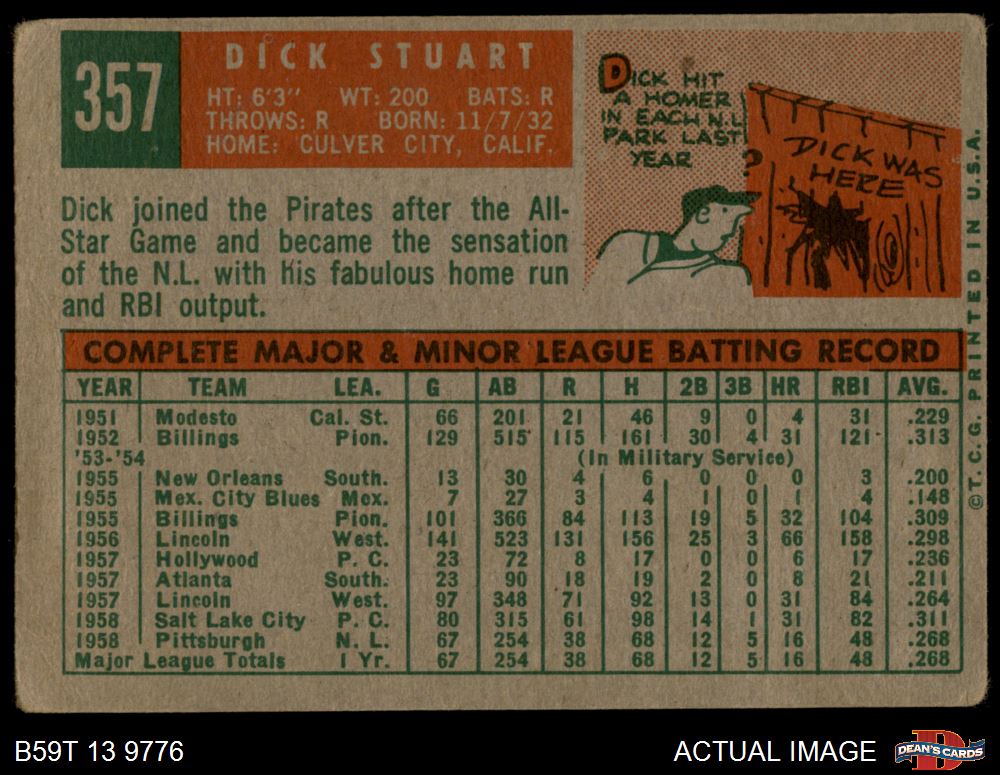 357
DICK STUART
HT: 6'3" WT: 200 BATS: R
THROWS: R BORN: 11/7/32
HOME: CULVER CITY, CALIF.
DICK HIT
A HOMER
IN EACH N.L.
PARK LAST
YEAR
?
DICK WAS
HERE
Dick joined the Pirates after the All-
Star Game and became the sensation
of the N.L. with his fabulous home run
and RBI output.
COMPLETE MAJOR & MINOR LEAGUE BATTING RECORD
YEAR TEAM LEA. G AB R H 2B 3B HR RBI AVG.
1951 Modesto Cal. St. 66 201 21 46 9 0 4 31 .229
1952 Billings Pion. 129 515 115 161 30 4 31 121 .313
'53-'54 (In Military Service)
1955 New Orleans South. 13 30 4 6 0 0 0 3 .200
1955 Mex. City Blues Mex. 7 27 3 4 1 0 1 4 .148
1955 Billings Pion. 101 366 84 113 19 5 32 104 .309
1956 Lincoln West. 141 523 131 156 25 3 66 158 .298
1957 Hollywood P. C. 23 72 8 17 0 0 6 17 .236
1957 Atlanta South. 23 90 18 19 2 0 8 21 .211
1957 Lincoln West. 97 348 71 92 13 0 31 84 .264
1958 Salt Lake City P. C. 80 315 61 98 14 1 31 82 .311
1958 Pittsburgh N. L. 67 254 38 68 12 5 16 48 .268
Major League Totals 1 Yr. 67 254 38 68 12 5 16 48 .268
©T.C.G. PRINTED IN U.S.A.
B59T 13 9776
ACTUAL IMAGE
DEAN'S CARDS